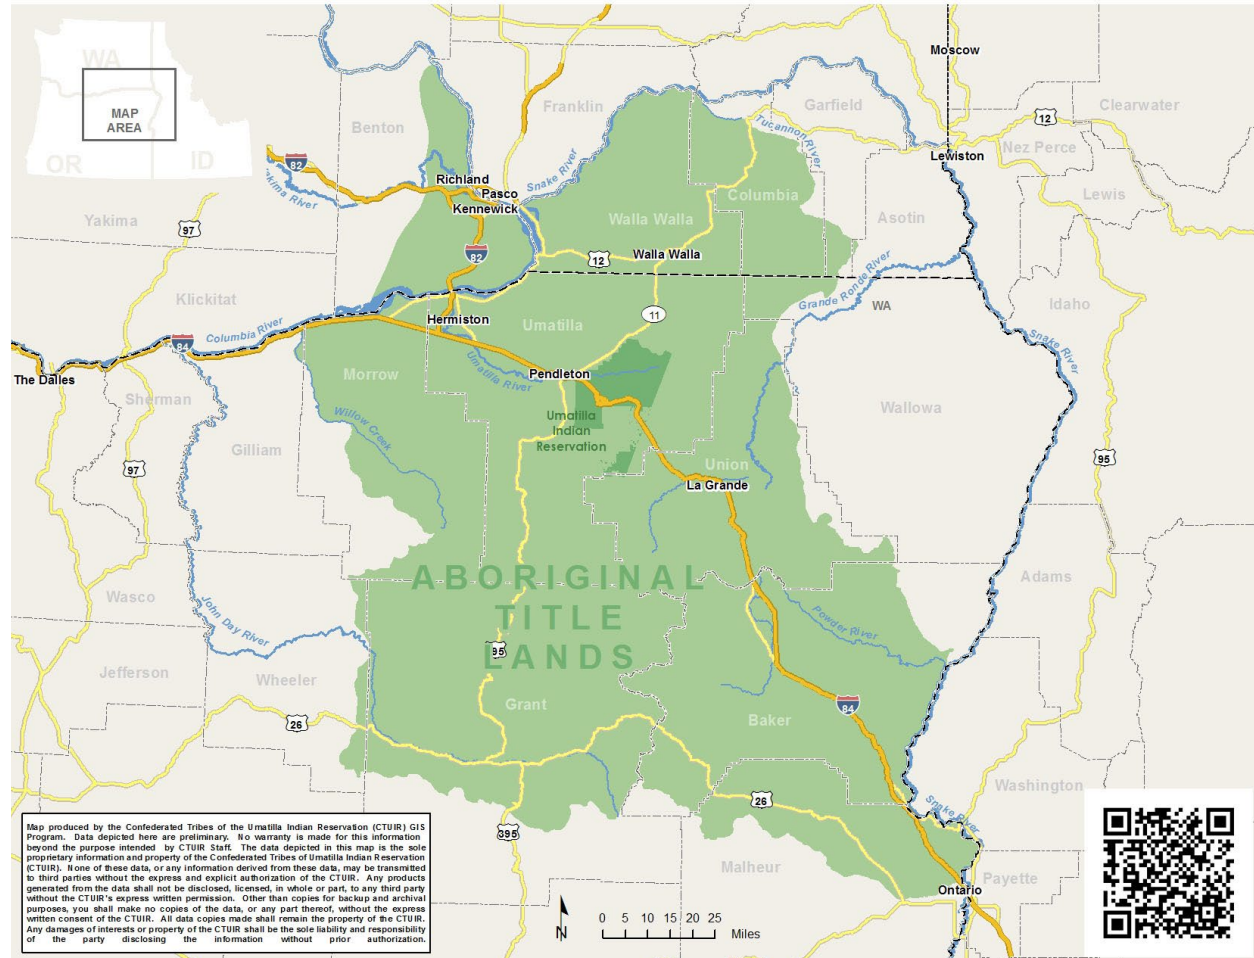 WA
MAP
AREA
OR
ID
Moscow
Franklin
Garfield
Clearwater
Benton
12
Tucannon River
Nez Perce
82
Lewiston
Snake River
Richland
Pasco
Kennewick
Columbia
Lewis
Yakima River
Yakima
97
Walla Walla
Asotin
82
12
Walla Walla
Grande Ronde River
WA
Klickitat
Idaho
11
Hermiston
Umatilla
Columbia River
84
Snake River
The Dalles
Morrow
Umatilla River
Pendleton
Sherman
Willow Creek
Umatilla
Indian
Reservation
Wallowa
Gilliam
97
Union
95
La Grande
ABORIGINAL
TITLE
LANDS
Adams
Wasco
John Day River
Powder River
95
Jefferson
Wheeler
Grant
26
84
Baker
Washington
26
Snake River
395
Malheur
Payette
Ontario
N
0 5 10 15 20 25
Miles
Map produced by the Confederated Tribes of the Umatilla Indian Reservation (CTUIR) GIS
Program. Data depicted here are preliminary. No warranty is made for this information
beyond the purpose intended by CTUIR Staff. The data depicted in this map is the sole
proprietary information and property of the Confederated Tribes of Umatilla Indian Reservation
(CTUIR). None of these data, or any information derived from these data, may be transmitted
to third parties without the express and explicit authorization of the CTUIR. Any products
generated from the data shall not be disclosed, licensed, in whole or part, to any third party
without the CTUIR's express written permission. Other than copies for backup and archival
purposes, you shall make no copies of the data, or any part thereof, without the express
written consent of the CTUIR. All data copies made shall remain the property of the CTUIR.
Any damages of interests or property of the CTUIR shall be the sole liability and responsibility
of the party disclosing the information without prior authorization.